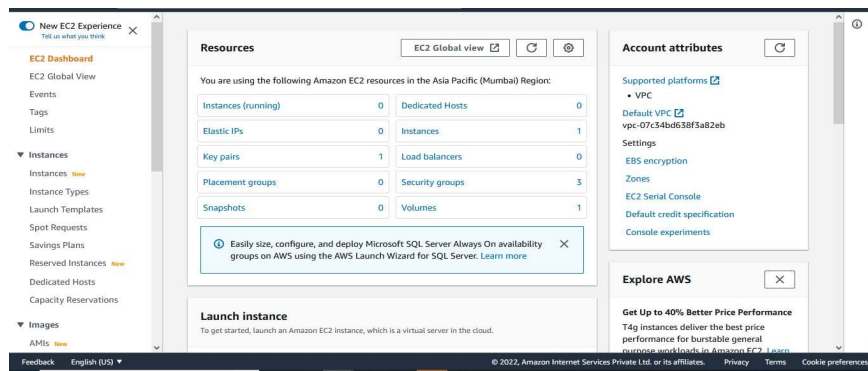 New EC2 Experience
Tell us what you think
EC2 Dashboard
EC2 Global View
Events
Tags
Limits
Instances
Instances New
Instance Types
Launch Templates
Spot Requests
Savings Plans
Reserved Instances New
Dedicated Hosts
Capacity Reservations
Images
AMIs New
Resources
EC2 Global view
You are using the following Amazon EC2 resources in the Asia Pacific (Mumbai) Region:
Instances (running) 0
Dedicated Hosts 0
Elastic IPs 0
Instances 1
Key pairs 1
Load balancers 0
Placement groups 0
Security groups 3
Snapshots 0
Volumes 1
Easily size, configure, and deploy Microsoft SQL Server Always On availability
groups on AWS using the AWS Launch Wizard for SQL Server. Learn more
Launch instance
To get started, launch an Amazon EC2 instance, which is a virtual server in the cloud.
Account attributes
Supported platforms
• VPC
Default VPC
vpc-07c34bd638f3a82eb
Settings
EBS encryption
Zones
EC2 Serial Console
Default credit specification
Console experiments
Explore AWS
Get Up to 40% Better Price Performance
T4g instances deliver the best price
performance for burstable general
purpose workloads in Amazon EC2. Learn
Feedback English (US)
© 2022, Amazon Internet Services Private Ltd. or its affiliates. Privacy Terms Cookie preferences